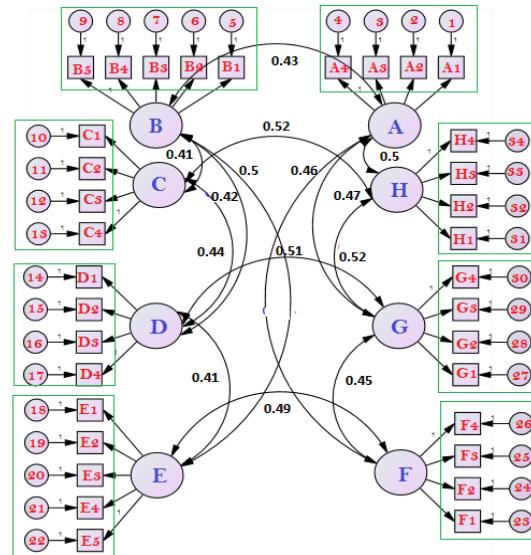 9 8 7 6 5 4 3 2 1
B5 B4 B3 B2 B1 A4 A3 A2 A1
0.43
B A
10 C1 0.52 H4 34
0.41 0.5 0.46 0.5
11 C2 H3 33
C H
12 C3 0.42 0.47 H2 32
13 C4 H1 31
0.44 0.51 0.52
14 D1 G4 30
15 D2 G3 29
D G
16 D3 G2 28
17 D4 G1 27
0.41 0.45
18 E1 0.49 F4 26
19 E2 F3 25
20 E3 E F
21 E4 F2 24
22 E5 F1 23